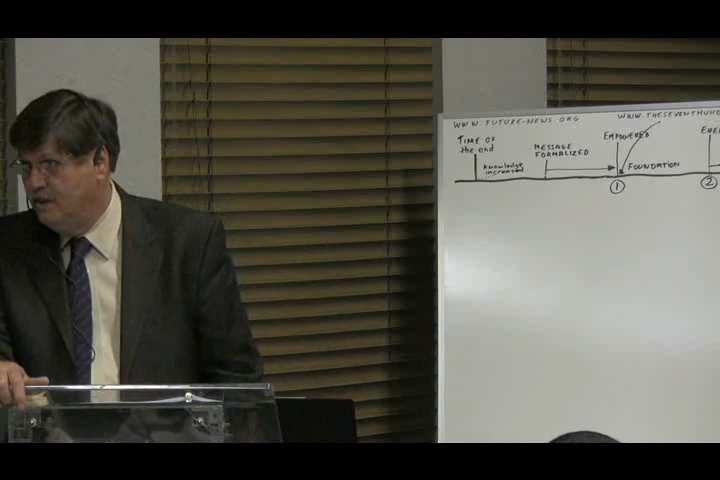 WWW. FUTURE-NEWS.ORG
WWW. THESEVENTHUND
TIME OF
the end
MESSAGE
FORMALIZED
EMPOWERED
Knowledge
increased
FOUNDATION
1
2